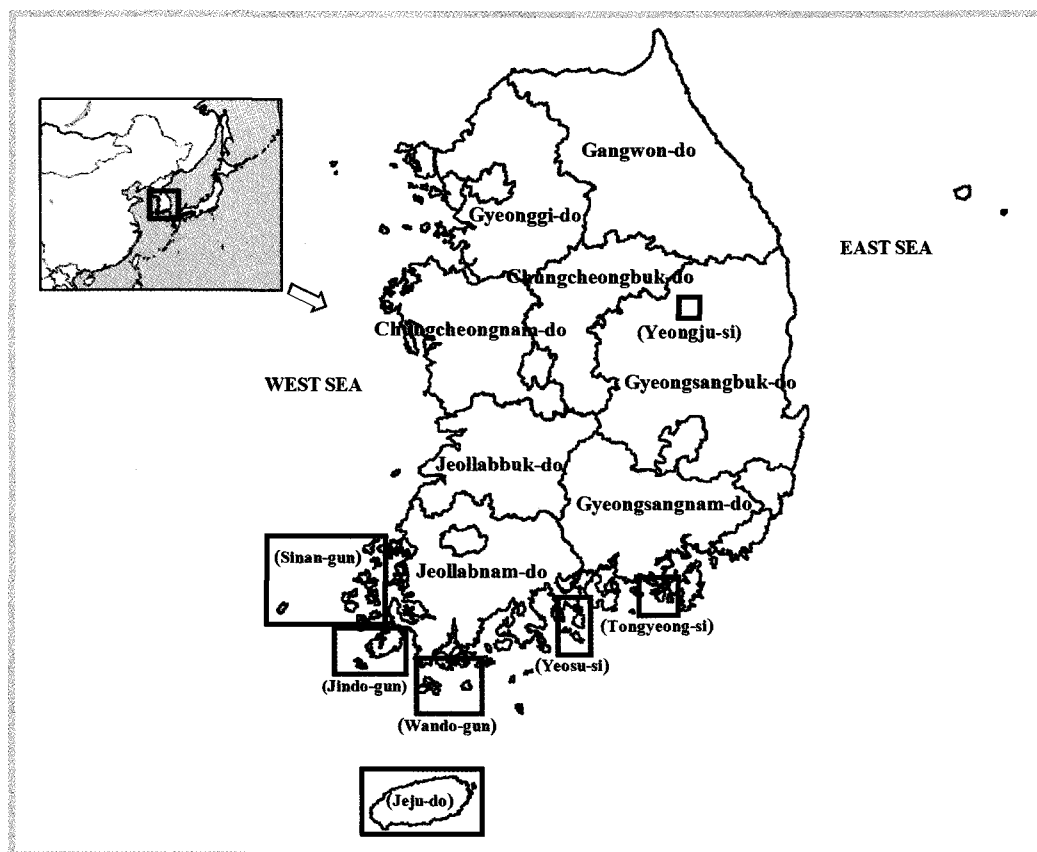 Gangwon-do
Gyeonggi-do
EAST SEA
Chungcheongbuk-do
Chungcheongnam-do
(Yeongju-si)
WEST SEA
Gyeongsangbuk-do
Jeollabbuk-do
Gyeongsangnam-do
(Sinan-gun)
Jeollabnam-do
(Tongyeong-si)
(Yeosu-si)
(Jindo-gun)
(Wando-gun)
(Jeju-do)